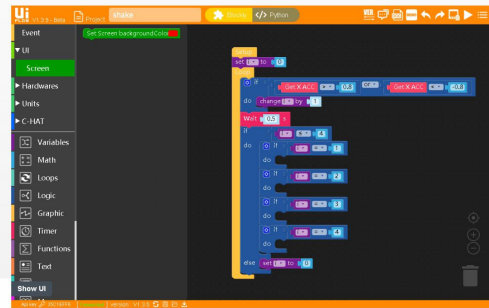 Ui
FLOW
V1.3.5 - Beta
Project
shake
Blockly
</> Python
Event
UI
Screen
Hardwares
Units
C-HAT
Variables
Math
Loops
Logic
Graphic
Timer
Functions
Text
Show UI
Set Screen backgroundColor
Setup
set i to 0
if Get X ACC 0.8 or Get X ACC -0.8
do change i by 1
Wait 0.5 s
if i ≤ 4
do if i = 1
do
if i = 2
do
if i = 3
do
if i = 4
do
else set i to 0
Version: V1.3.5